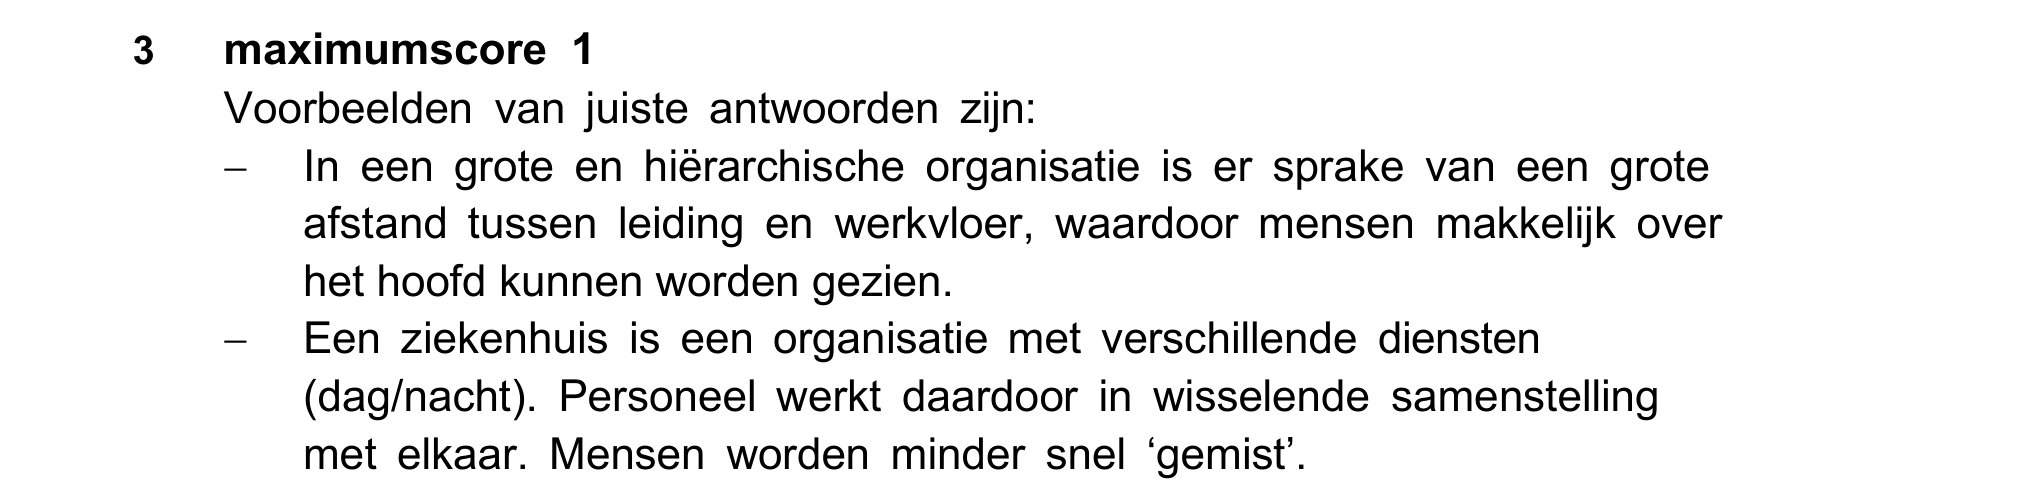 3 maximumscore 1
Voorbeelden van juiste antwoorden zijn:
− In een grote en hiërarchische organisatie is er sprake van een grote
afstand tussen leiding en werkvloer, waardoor mensen makkelijk over
het hoofd kunnen worden gezien.
− Een ziekenhuis is een organisatie met verschillende diensten
(dag/nacht). Personeel werkt daardoor in wisselende samenstelling
met elkaar. Mensen worden minder snel ‘gemist’.